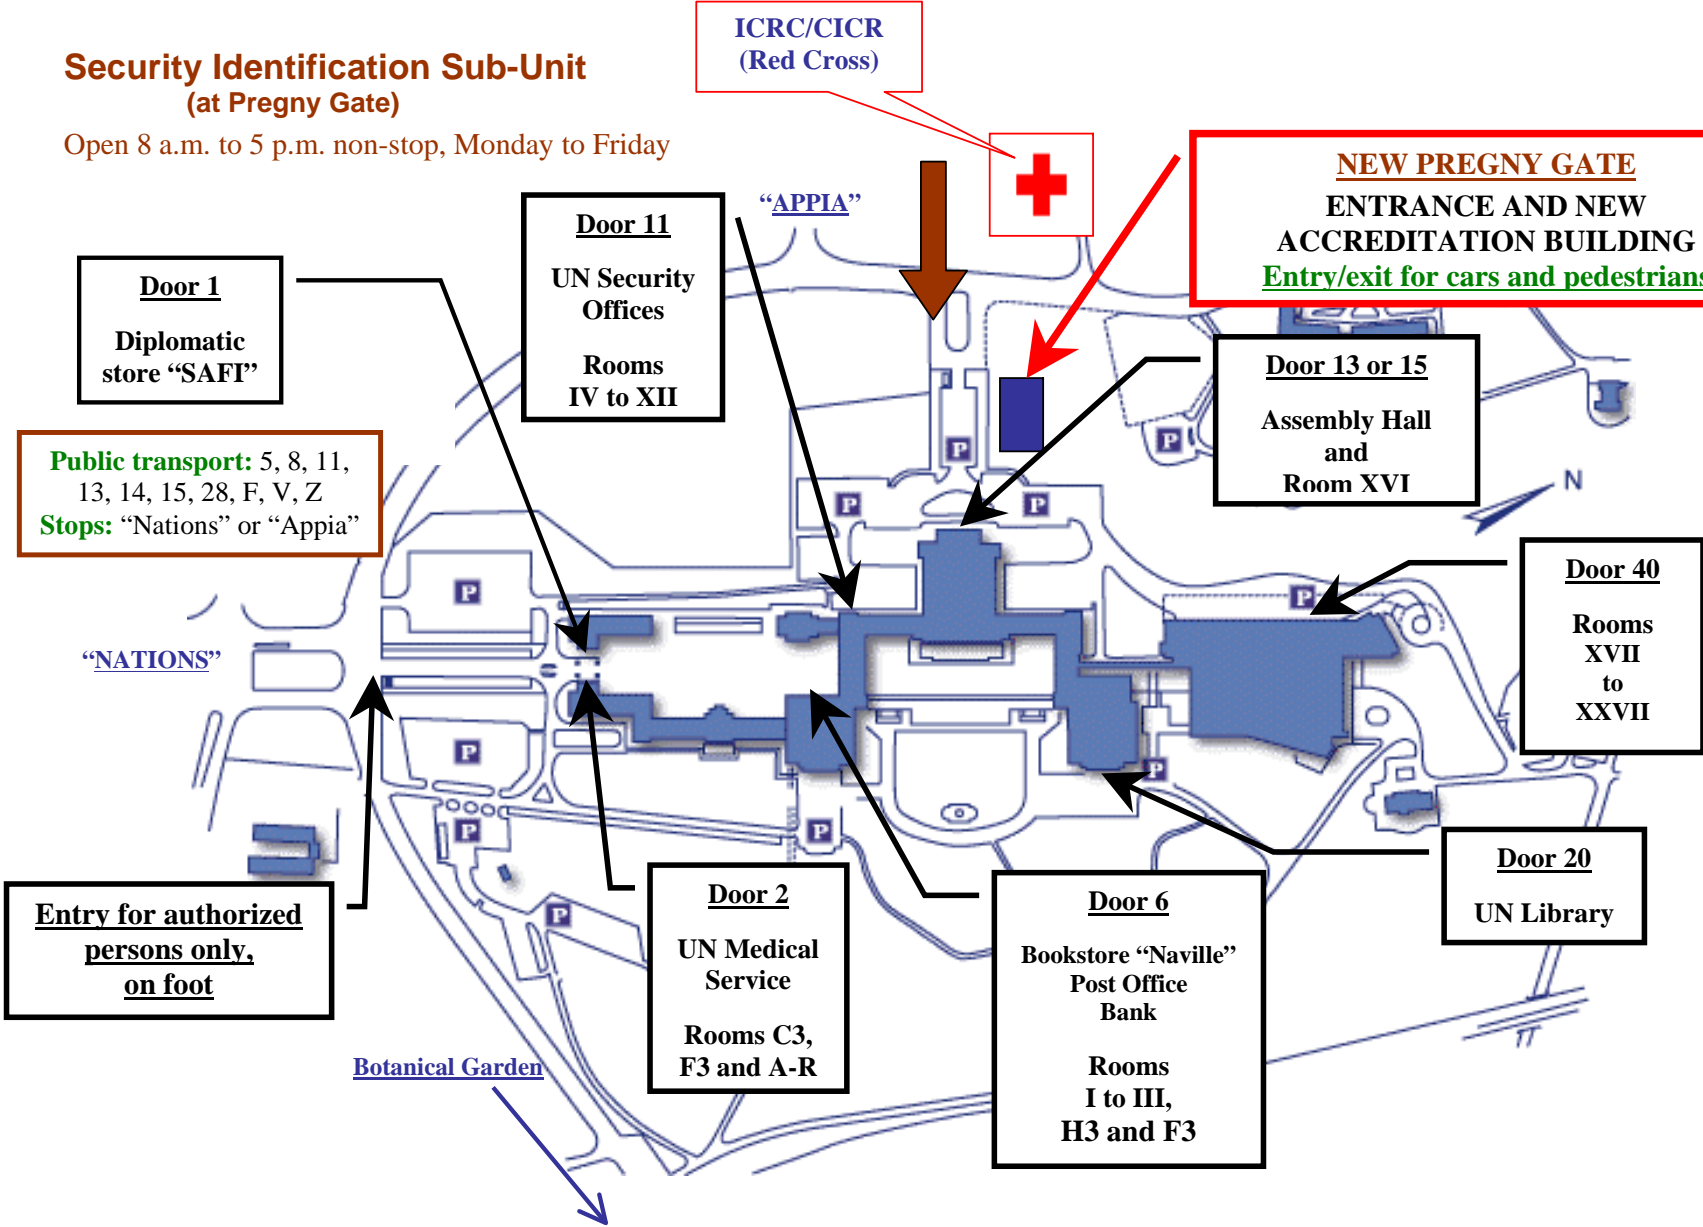 ICRC/CICR
(Red Cross)
Security Identification Sub-Unit
(at Pregny Gate)
Open 8 a.m. to 5 p.m. non-stop, Monday to Friday
NEW PREGNY GATE
ENTRANCE AND NEW
ACCREDITATION BUILDING
Entry/exit for cars and pedestrians
"APPIA"
Door 11
UN Security
Offices
Rooms
IV to XII
Door 1
Diplomatic
store “SAFI”
Door 13 or 15
Assembly Hall
and
Room XVI
Public transport: 5, 8, 11,
13, 14, 15, 28, F, V, Z
Stops: “Nations” or “Appia”
P
P
P
P
N
Door 40
Rooms
XVII
to
XXVII
P
P
“NATIONS”
P
P
P
P
P
Door 20
UN Library
Entry for authorized
persons only,
on foot
Door 2
UN Medical
Service
Rooms C3,
F3 and A-R
Door 6
Bookstore “Naville”
Post Office
Bank
Rooms
I to III,
H3 and F3
Botanical Garden